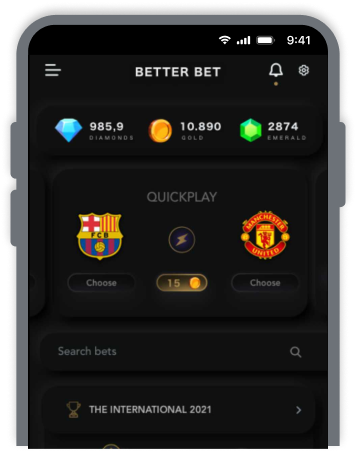 9:41
BETTER BET
985,9 10.890 2874
DIAMONDS GOLD EMERALD
QUICKPLAY
FCB MANCHESTER UNITED
Choose 15 Choose
Search bets
THE INTERNATIONAL 2021